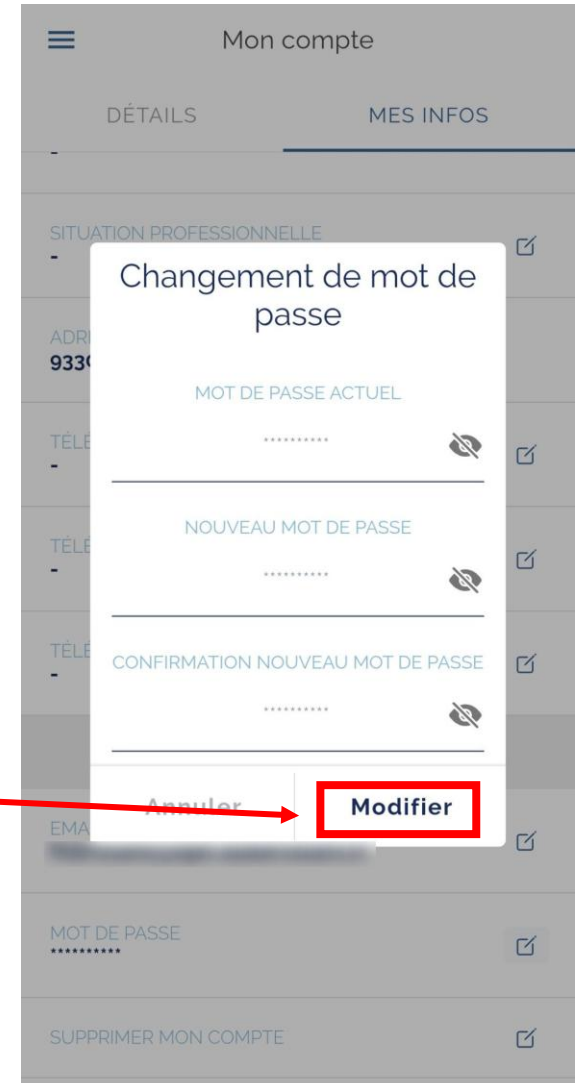 Mon compte
DÉTAILS MES INFOS
-
SITUATION PROFESSIONNELLE
-
Changement de mot de
passe
MOT DE PASSE ACTUEL
**********
NOUVEAU MOT DE PASSE
**********
CONFIRMATION NOUVEAU MOT DE PASSE
**********
Annuler Modifier
-
-
-
MOT DE PASSE
**********
SUPPRIMER MON COMPTE